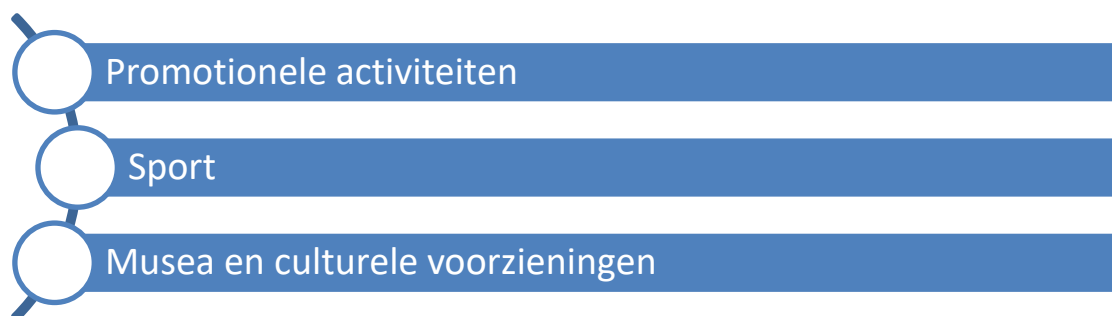 Promotionele activiteiten
Sport
Musea en culturele voorzieningen